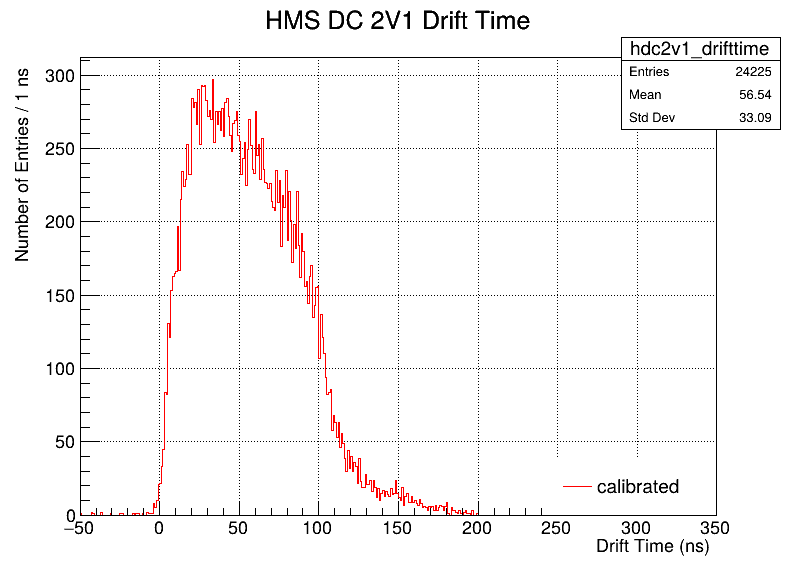 HMS DC 2V1 Drift Time
hdc2v1_drifttime
Entries 24225
Mean 56.54
Std Dev 33.09
Number of Entries / 1 ns
300
250
200
150
100
50
0
−50 0 50 100 150 200 250 300 350
Drift Time (ns)
calibrated